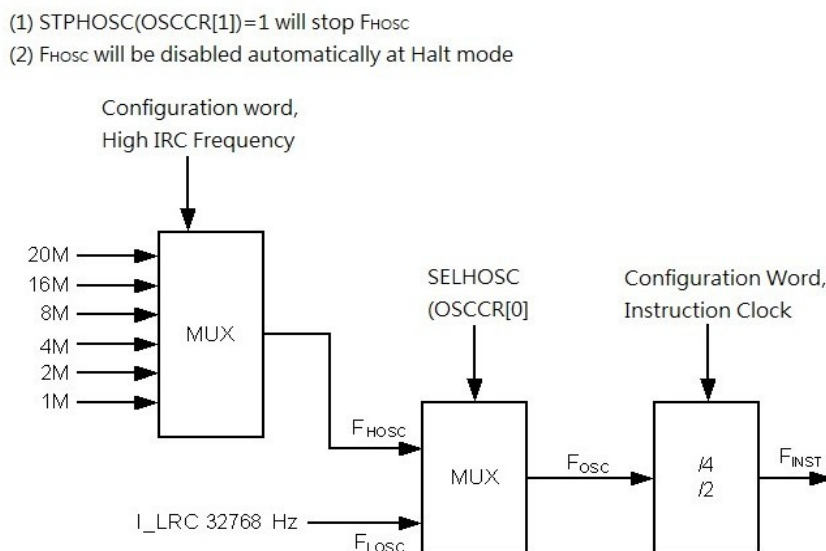 (1) STPHOSC(OSCCR[1])=1 will stop FHOSC
(2) FHOSC will be disabled automatically at Halt mode
Configuration word,
High IRC Frequency
20M
16M
8M
4M
2M
1M
MUX
SELHOSC
(OSCCR[0]
Configuration Word,
Instruction Clock
FHOSC
MUX
FOSC
/4
/2
FINST
I_LRC 32768 Hz
FLOSC